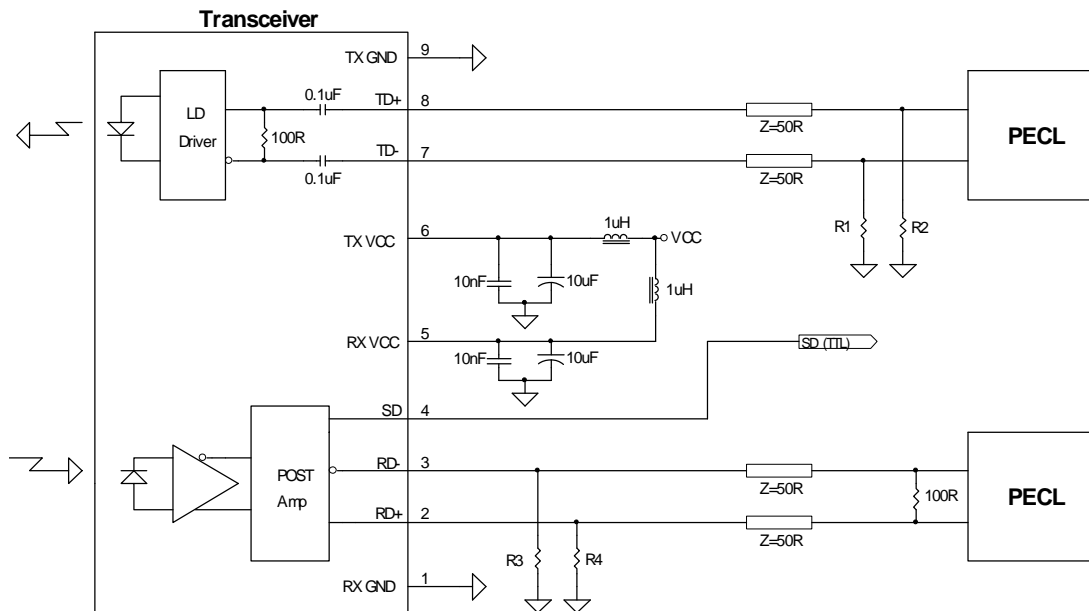 Transceiver
TX GND 9
LD
Driver
100R
0.1uF
TD+ 8
0.1uF
TD- 7
Z=50R
Z=50R
PECL
R1
R2
TX VCC 6
1uH
VCC
10nF
10uF
1uH
RX VCC 5
10nF
10uF
SD (TTL)
SD 4
POST
Amp
RD- 3
RD+ 2
Z=50R
Z=50R
100R
PECL
R3
R4
RX GND 1